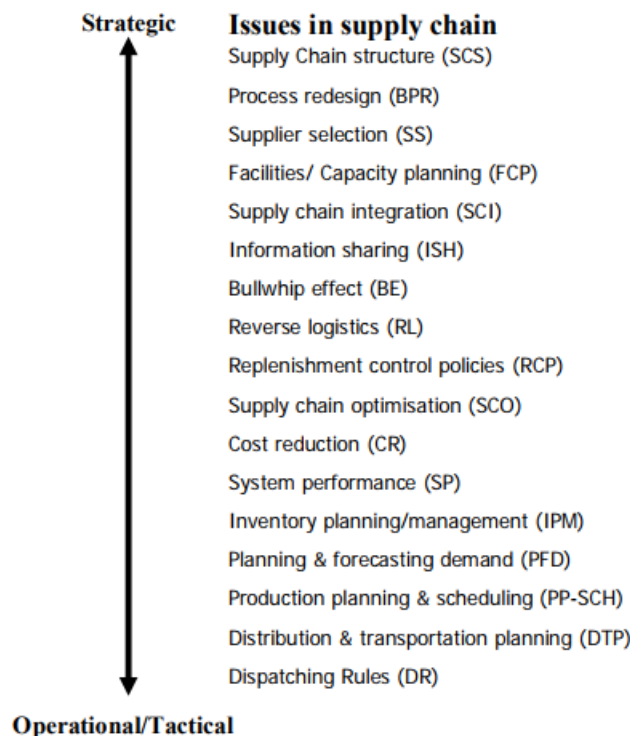 Strategic
Issues in supply chain
Supply Chain structure (SCS)
Process redesign (BPR)
Supplier selection (SS)
Facilities/ Capacity planning (FCP)
Supply chain integration (SCI)
Information sharing (ISH)
Bullwhip effect (BE)
Reverse logistics (RL)
Replenishment control policies (RCP)
Supply chain optimisation (SCO)
Cost reduction (CR)
System performance (SP)
Inventory planning/management (IPM)
Planning & forecasting demand (PFD)
Production planning & scheduling (PP-SCH)
Distribution & transportation planning (DTP)
Dispatching Rules (DR)
Operational/Tactical